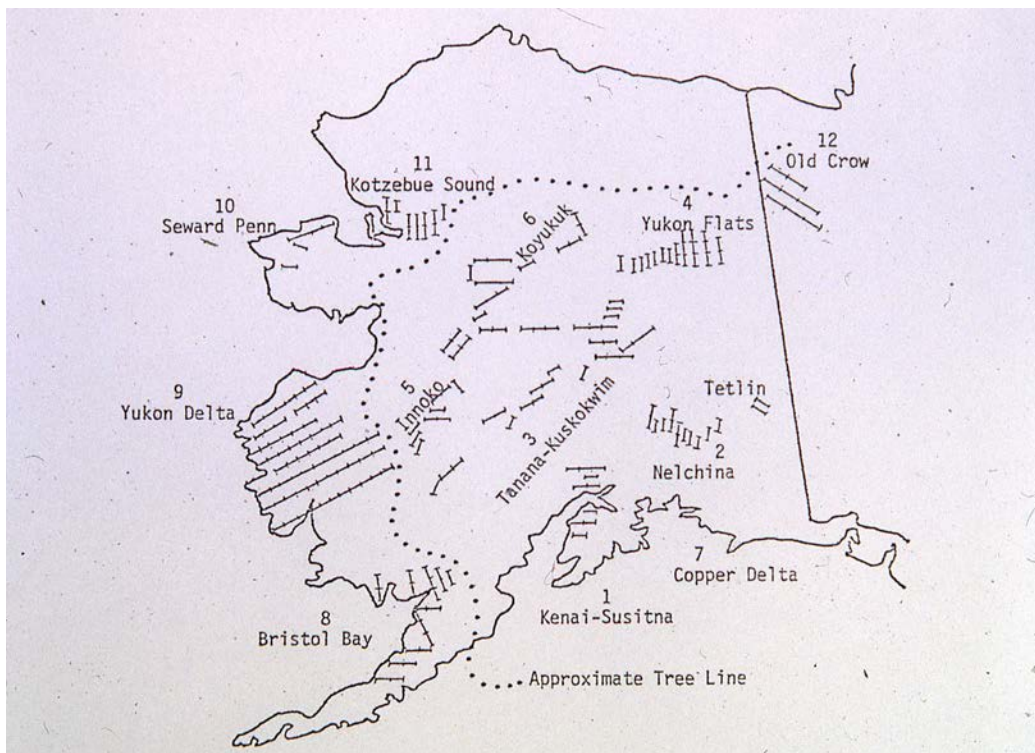 12
Old Crow
11
Kotzebue Sound
10
Seward Penn
6
Koyukuk
4
Yukon Flats
9
Yukon Delta
5
Innoko
3
Tanana-Kuskokwim
Tetlin
2
Nelchina
7
Copper Delta
1
Kenai-Susitna
8
Bristol Bay
Approximate Tree Line